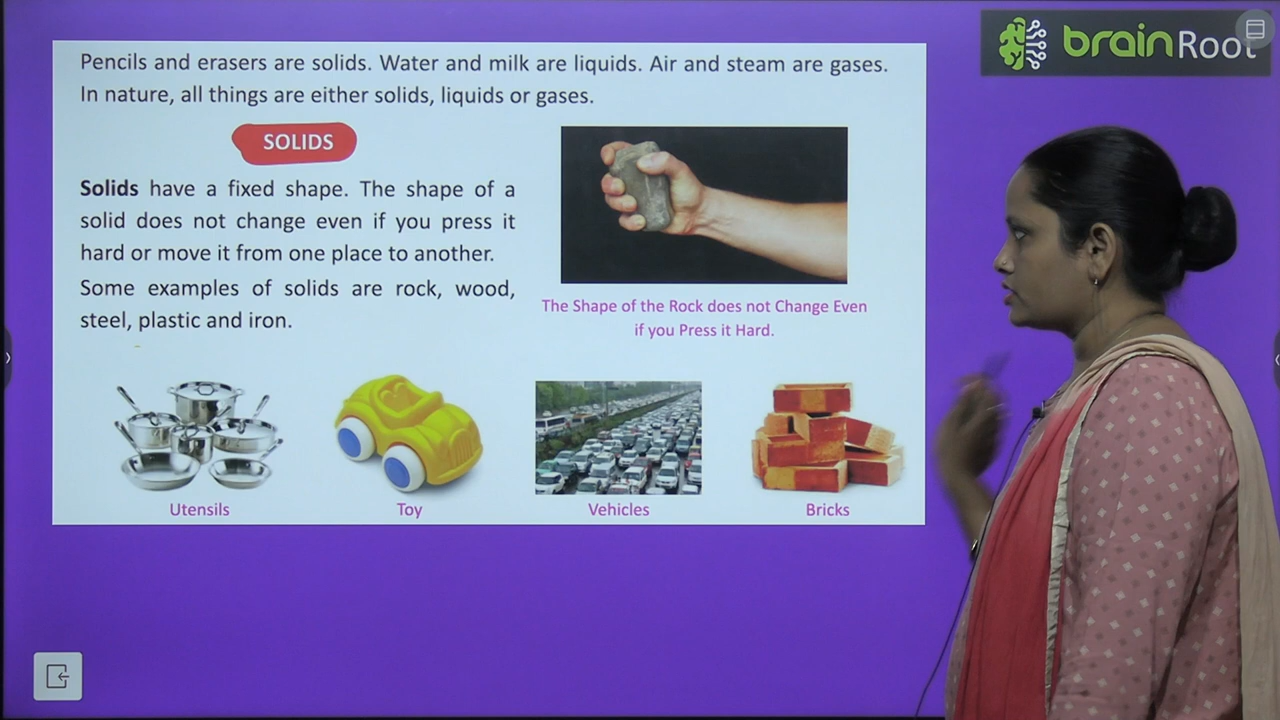 brainRoot
Pencils and erasers are solids. Water and milk are liquids. Air and steam are gases.
In nature, all things are either solids, liquids or gases.
SOLIDS
Solids have a fixed shape. The shape of a
solid does not change even if you press it
hard or move it from one place to another.
Some examples of solids are rock, wood,
steel, plastic and iron.
The Shape of the Rock does not Change Even
if you Press it Hard.
Utensils
Toy
Vehicles
Bricks